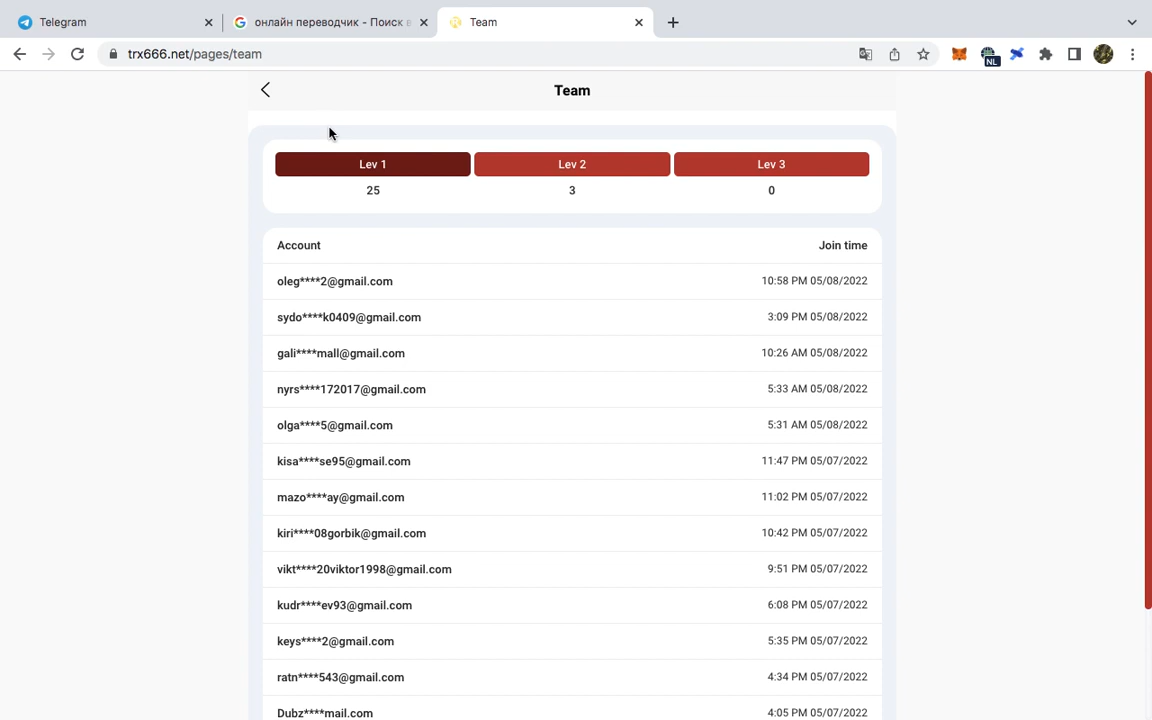 Telegram
онлайн переводчик - Поиск в
Team
trx666.net/pages/team
NL
Team
Lev 1 Lev 2 Lev 3
25 3 0
Account Join time
oleg****2@gmail.com 10:58 PM 05/08/2022
sydo****k0409@gmail.com 3:09 PM 05/08/2022
gali****mall@gmail.com 10:26 AM 05/08/2022
nyrs****172017@gmail.com 5:33 AM 05/08/2022
olga****5@gmail.com 5:31 AM 05/08/2022
kisa****se95@gmail.com 11:47 PM 05/07/2022
mazo****ay@gmail.com 11:02 PM 05/07/2022
kiri****08gorbik@gmail.com 10:42 PM 05/07/2022
vikt****20viktor1998@gmail.com 9:51 PM 05/07/2022
kudr****ev93@gmail.com 6:08 PM 05/07/2022
keys****2@gmail.com 5:35 PM 05/07/2022
ratn****543@gmail.com 4:34 PM 05/07/2022
Dubz****mail.com 4:05 PM 05/07/2022